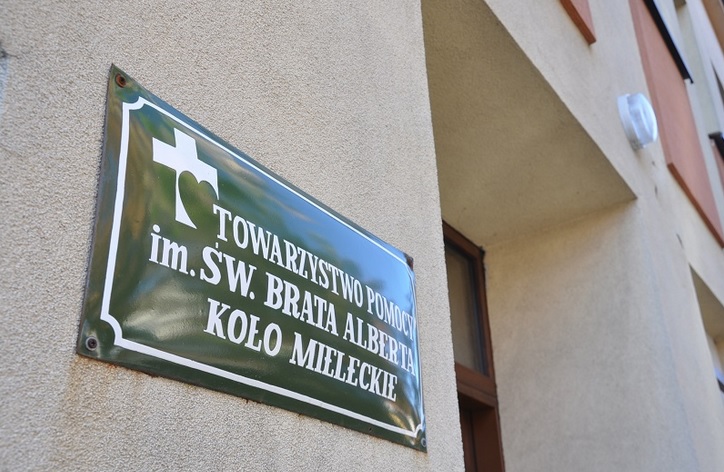 TOWARZYSTWO POMOCY
im. ŚW. BRATA ALBERTA
KOŁO MIELECKIE